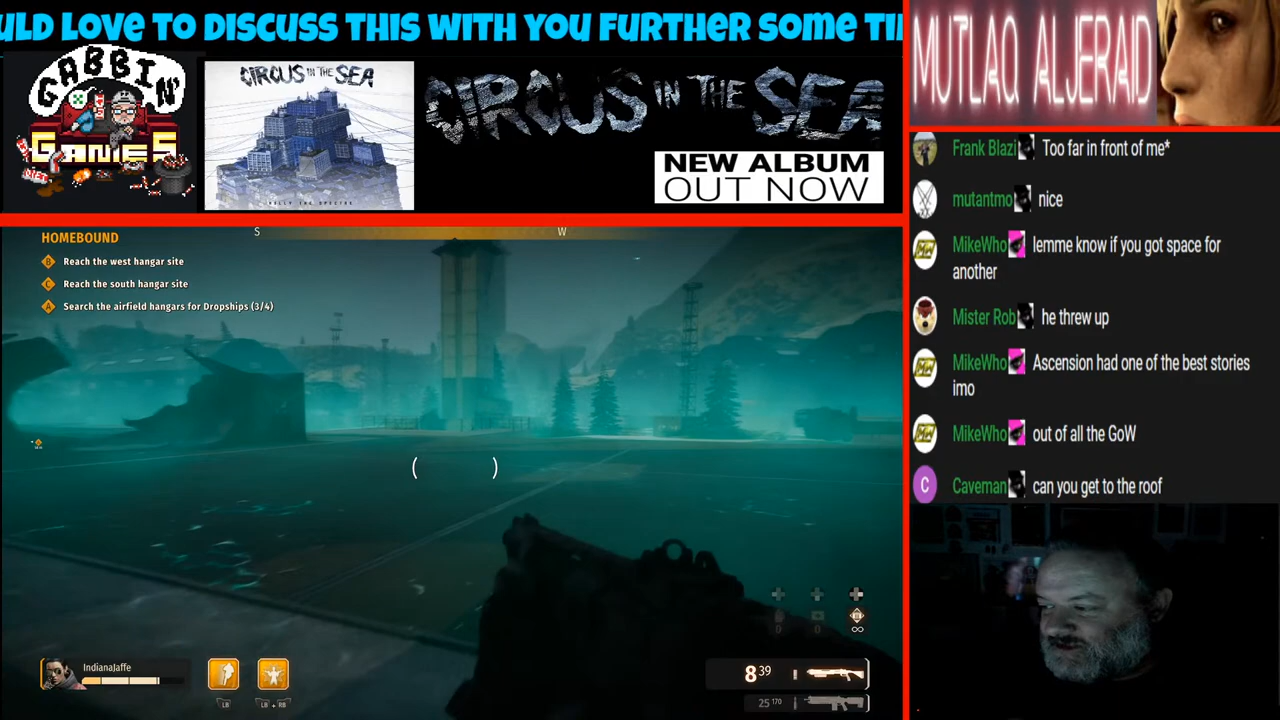 ULD LOVE TO DISCUSS THIS WITH YOU FURTHER SOME TI
GABBIN'
GAMES
CIRCUS IN THE SEA
CIRCUS IN THE SEA
NEW ALBUM
OUT NOW
MUTLAQ ALJERAID
Frank Blazi Too far in front of me*
mutantmo nice
MikeWho lemme know if you got space for
another
Mister Rob he threw up
MikeWho Ascension had one of the best stories
imo
MikeWho out of all the GoW
C Caveman can you get to the roof
HOMEBOUND
S
W
B Reach the west hangar site
C Reach the south hangar site
A Search the airfield hangars for Dropships (3/4)
IndianaJaffe
LB
LB + RB
0
0
∞
8 39
25 170